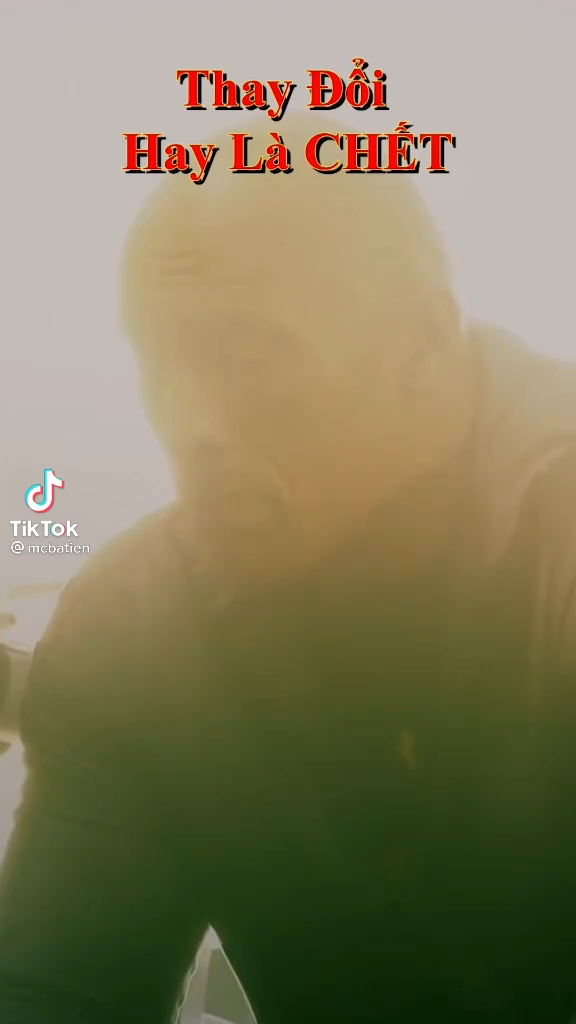 Thay Đổi
Hay Là CHẾT
TikTok
@mcbatien